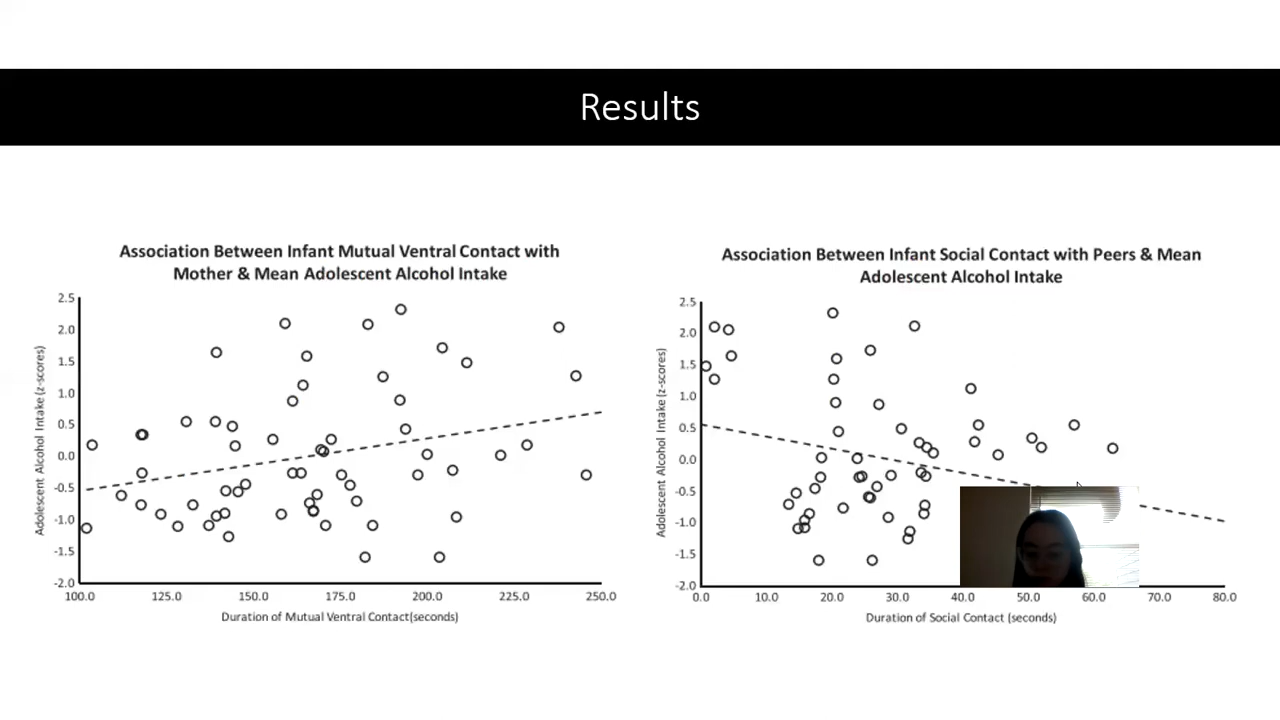 Results
Association Between Infant Mutual Ventral Contact with
Mother & Mean Adolescent Alcohol Intake
2.5
2.0
1.5
1.0
0.5
0.0
-0.5
-1.0
-1.5
-2.0
Adolescent Alcohol Intake (z-scores)
100.0 125.0 150.0 175.0 200.0 225.0 250.0
Duration of Mutual Ventral Contact(seconds)
Association Between Infant Social Contact with Peers & Mean
Adolescent Alcohol Intake
2.5
2.0
1.5
1.0
0.5
0.0
-0.5
-1.0
-1.5
-2.0
Adolescent Alcohol Intake (z-scores)
0.0 10.0 20.0 30.0 40.0 50.0 60.0 70.0 80.0
Duration of Social Contact (seconds)